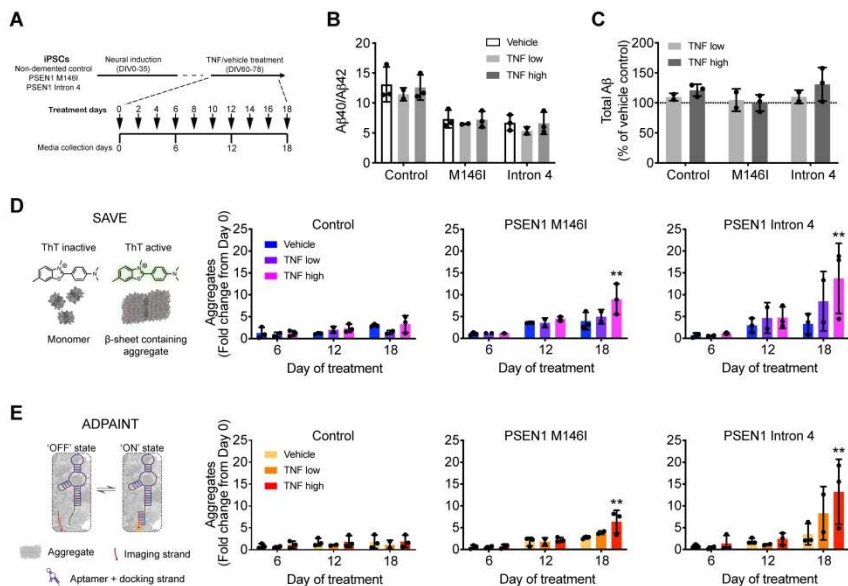 A
iPSCs
Non-demented control
PSEN1 M146I
PSEN1 Intron 4
Neural induction
(DIV0-35)
TNF/vehicle treatment
(DIV60-78)
Treatment days 0 2 4 6 8 10 12 14 16 18
Media collection days
0 6 12 18
B
Aβ40/Aβ42
20
15
10
5
0
Vehicle
TNF low
TNF high
Control M146I Intron 4
C
Total Aβ
(% of vehicle control)
200
150
100
50
0
TNF low
TNF high
Control M146I Intron 4
D
SAVE
ThT inactive ThT active
Monomer
β-sheet containing
aggregate
Control
Aggregates
(Fold change from Day 0)
25
20
15
10
5
0
Vehicle
TNF low
TNF high
6 12 18
Day of treatment
PSEN1 M146I
25
20
15
10
5
0
**
6 12 18
Day of treatment
PSEN1 Intron 4
25
20
15
10
5
0
**
6 12 18
Day of treatment
E
ADPAINT
'OFF' state 'ON' state
Aggregate
Imaging strand
Aptamer + docking strand
Control
Aggregates
(Fold change from Day 0)
25
20
15
10
5
0
Vehicle
TNF low
TNF high
6 12 18
Day of treatment
PSEN1 M146I
25
20
15
10
5
0
**
6 12 18
Day of treatment
PSEN1 Intron 4
25
20
15
10
5
0
**
6 12 18
Day of treatment